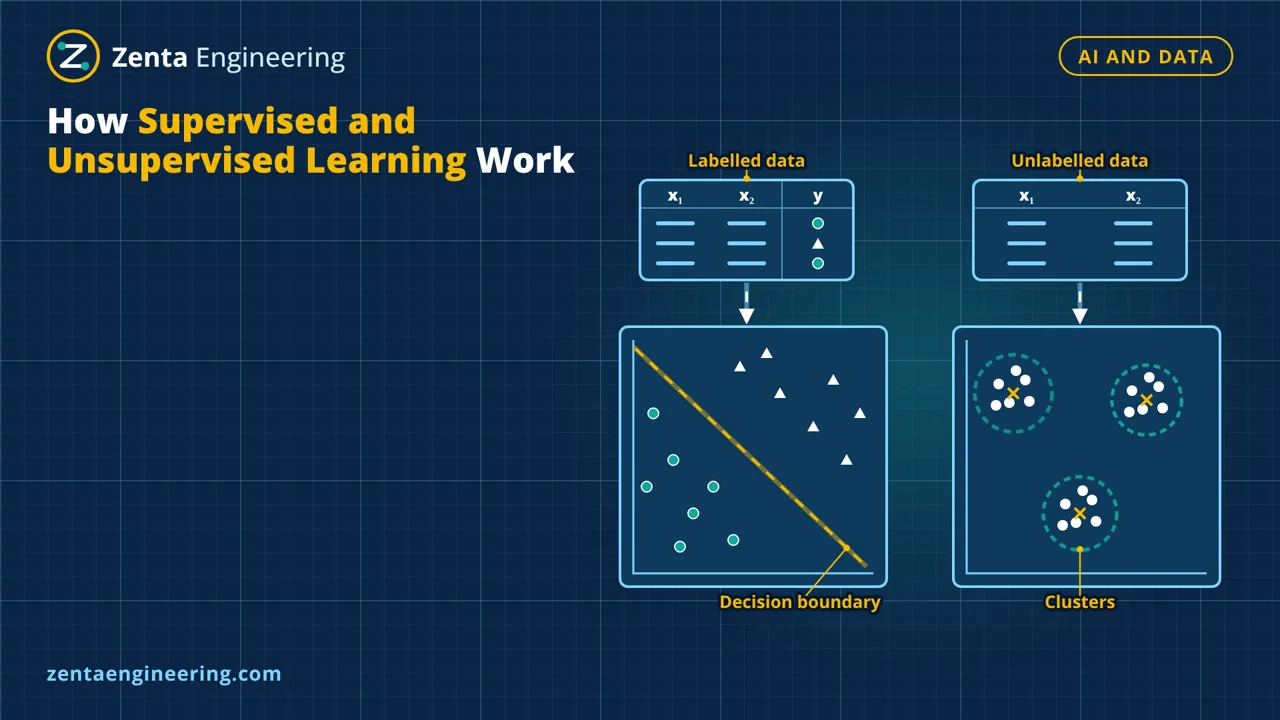 Zenta Engineering
AI AND DATA
How Supervised and
Unsupervised Learning Work
Labelled data
x₁ x₂ y
Unlabelled data
x₁ x₂
Decision boundary
Clusters
zentaengineering.com